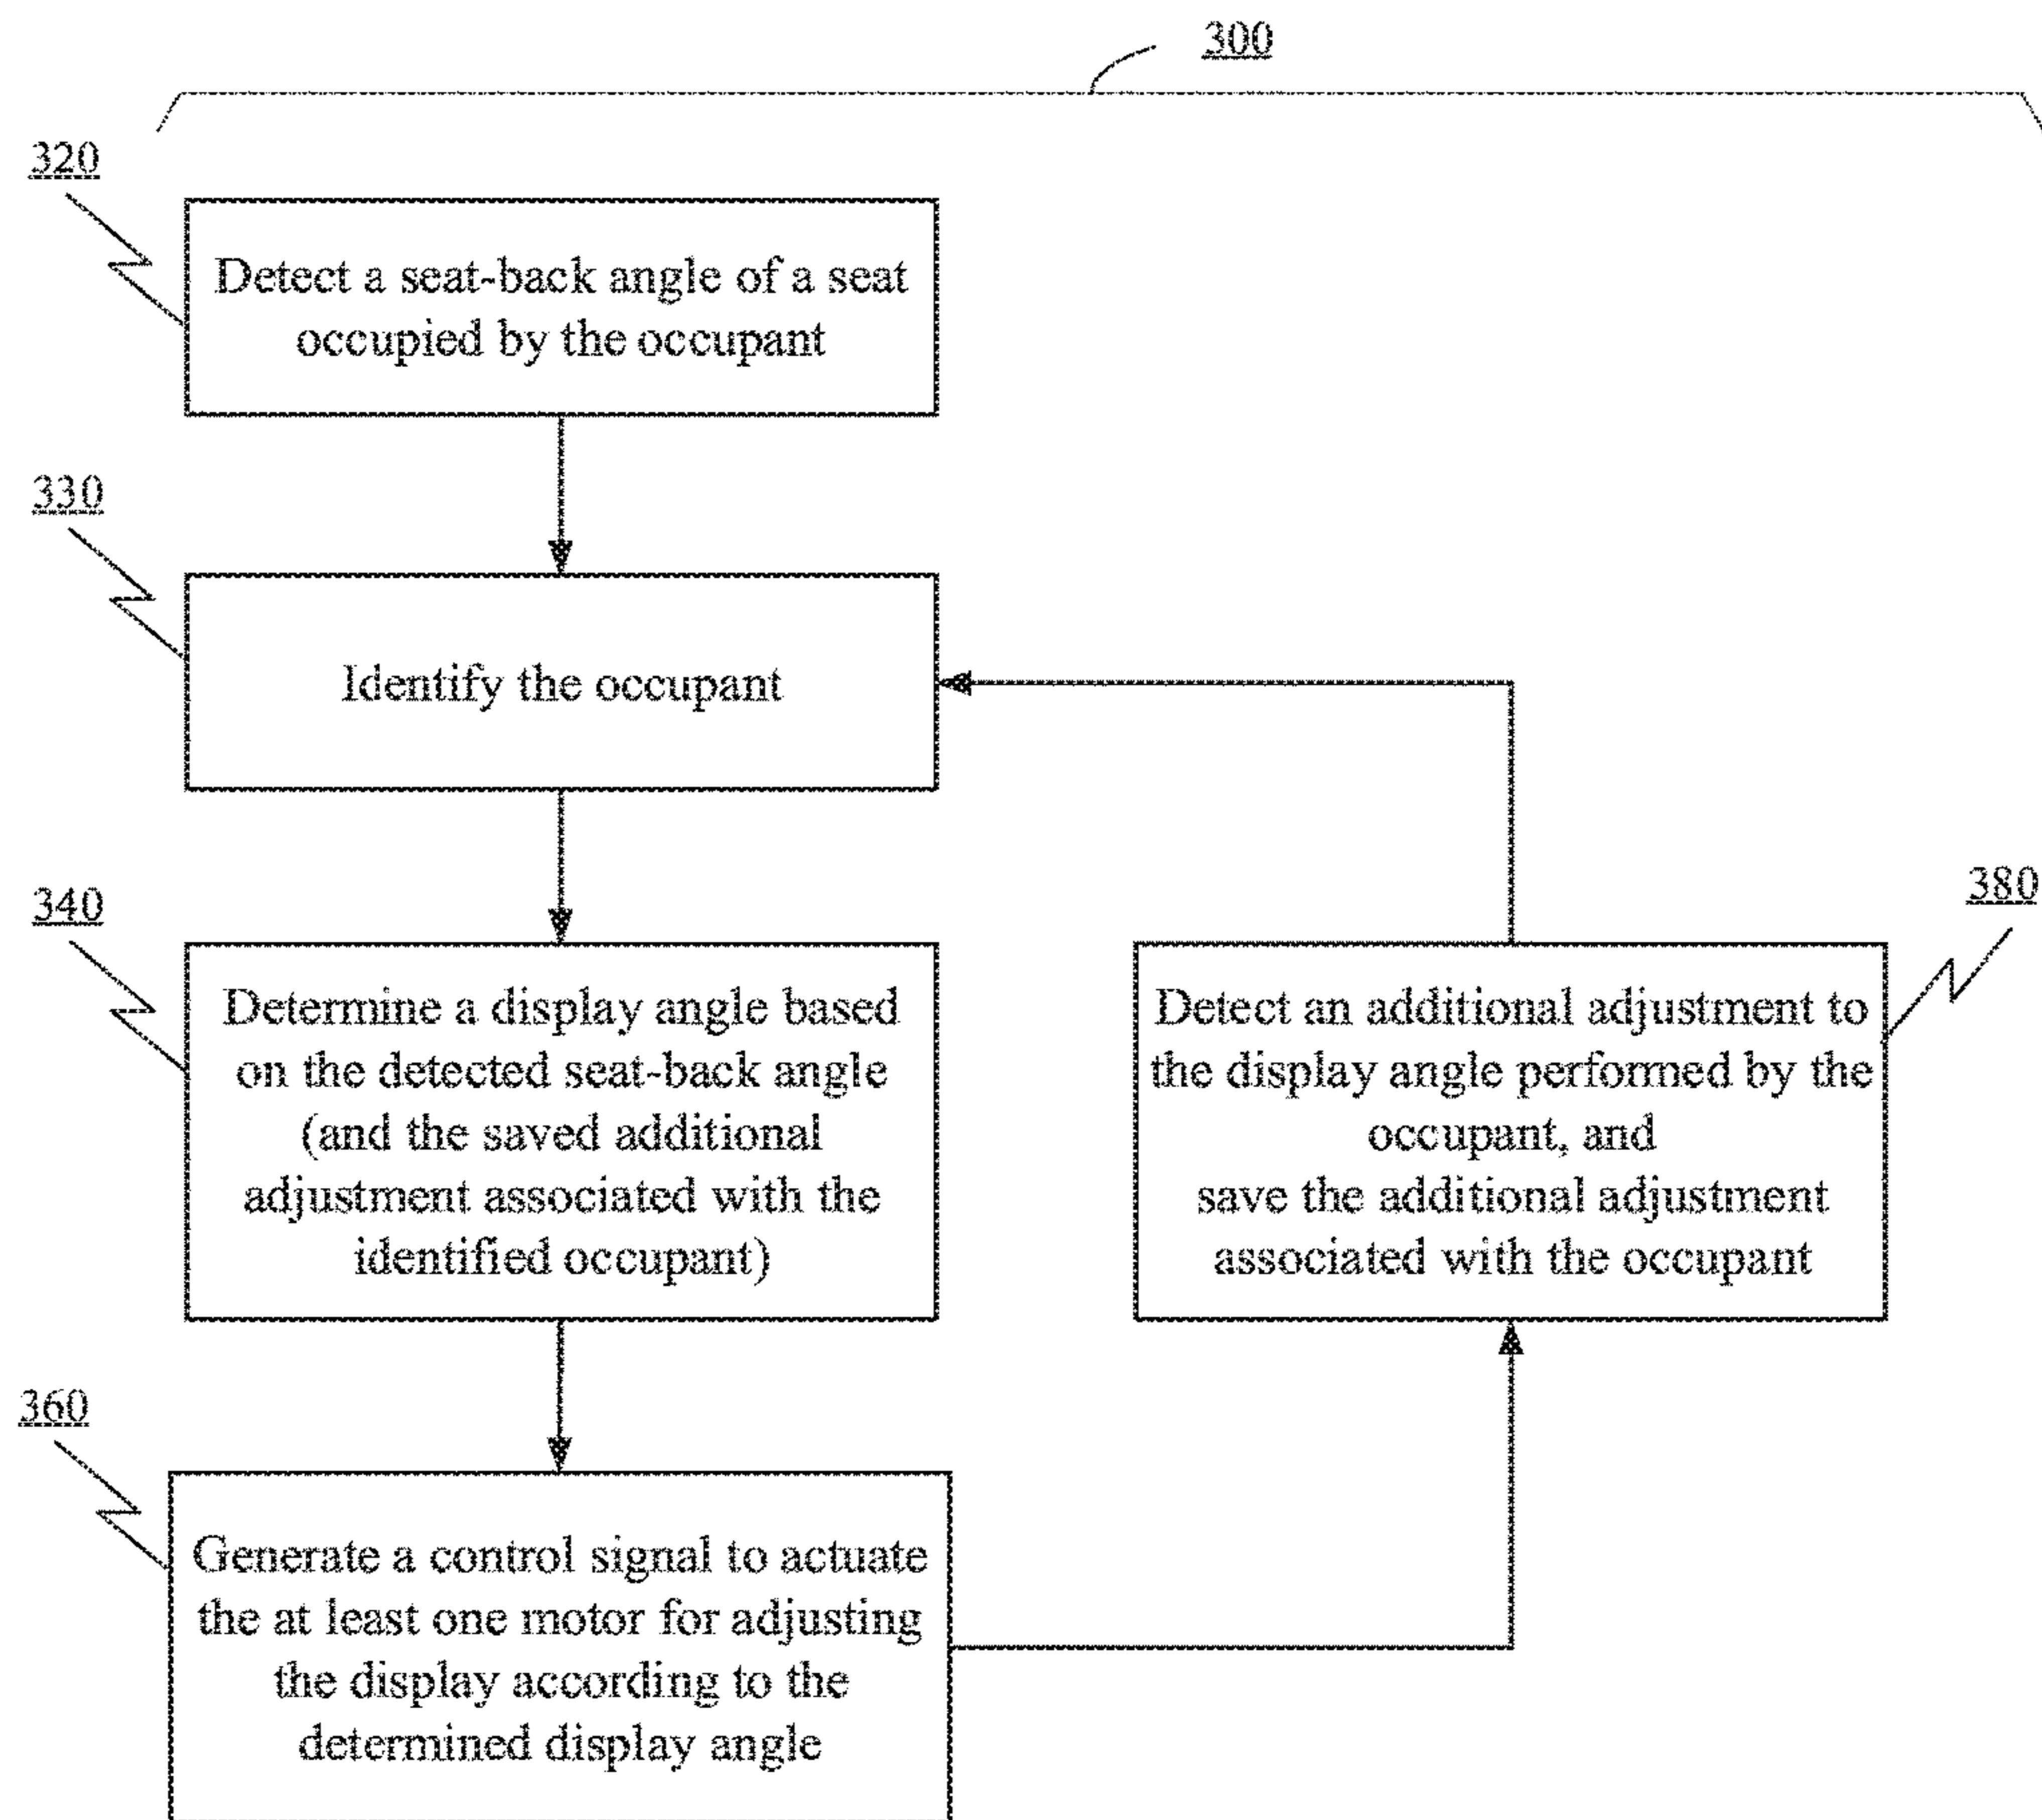 300
320
Detect a seat-back angle of a seat
occupied by the occupant
330
Identify the occupant
340
Determine a display angle based
on the detected seat-back angle
(and the saved additional
adjustment associated with the
identified occupant)
380
Detect an additional adjustment to
the display angle performed by the
occupant, and
save the additional adjustment
associated with the occupant
360
Generate a control signal to actuate
the at least one motor for adjusting
the display according to the
determined display angle